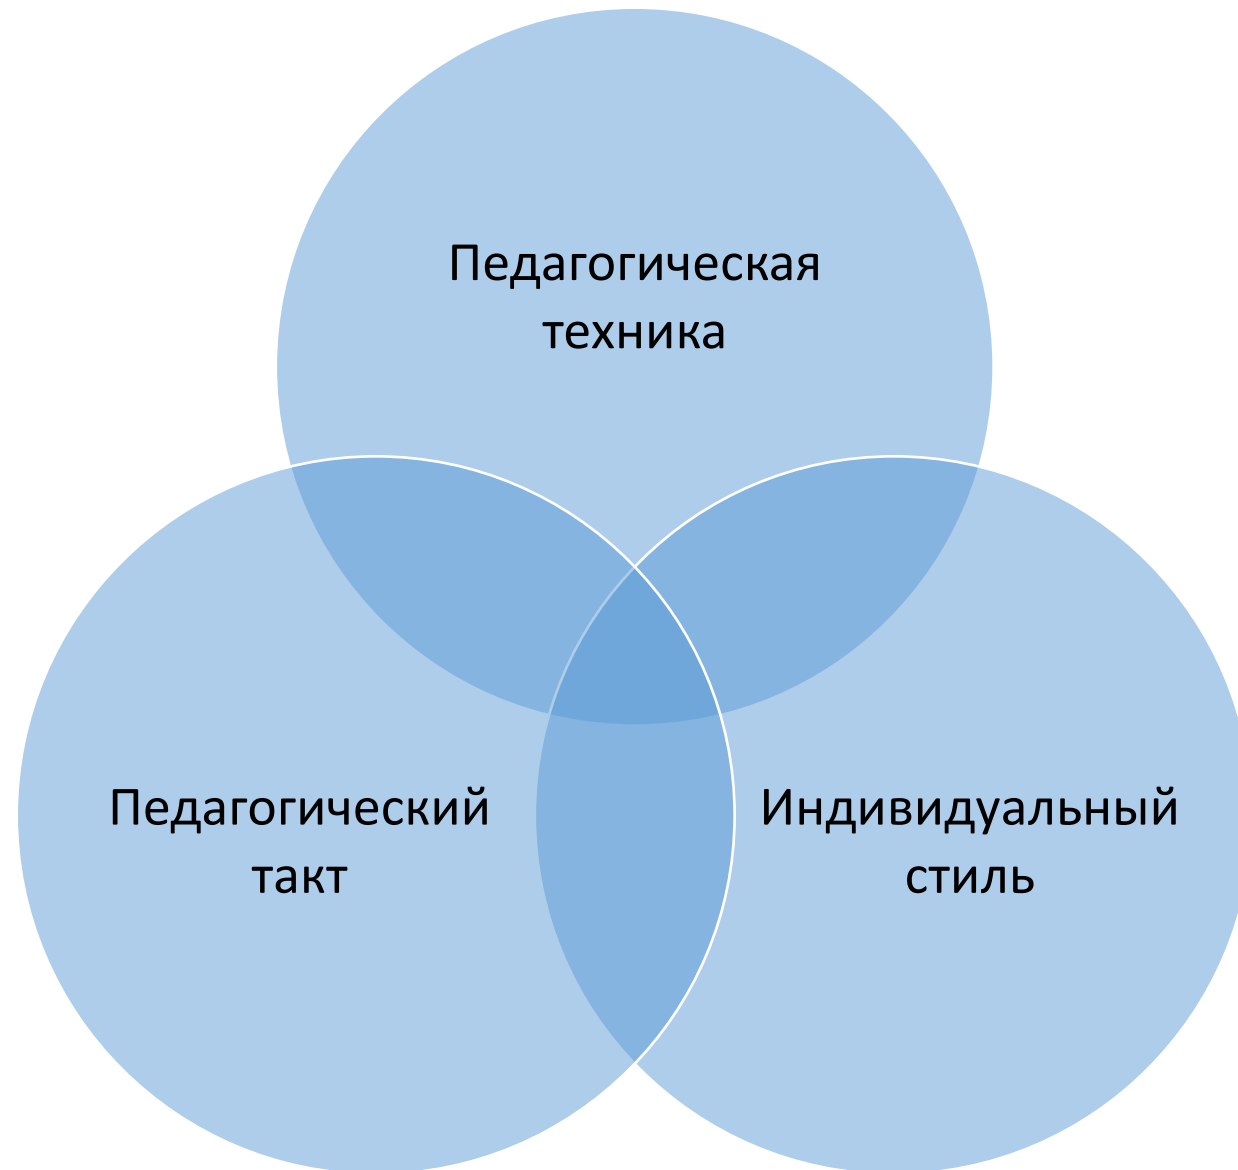 Педагогическая
техника
Педагогический
такт
Индивидуальный
стиль